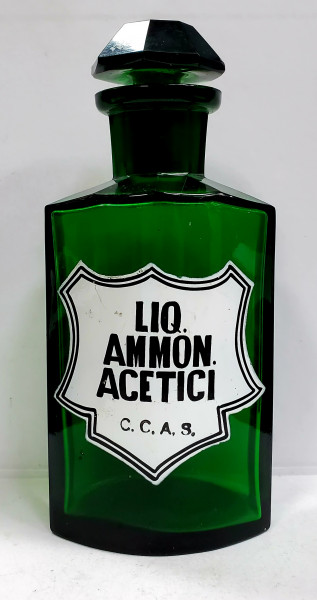 LIQ.
AMMON.
ACETICI
C. C. A. S.